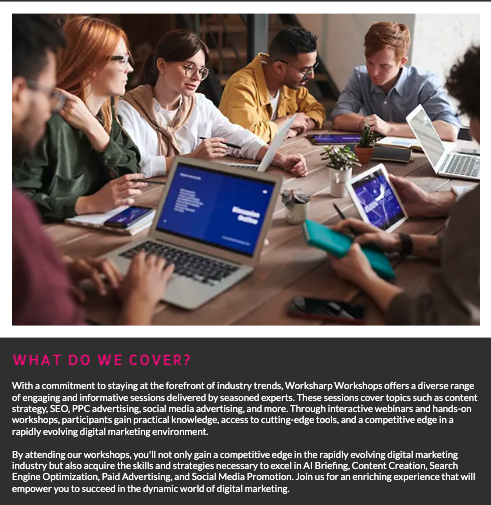 Discussion
Outline
WHAT DO WE COVER?
With a commitment to staying at the forefront of industry trends, Worksharp Workshops offers a diverse range
of engaging and informative sessions delivered by seasoned experts. These sessions cover topics such as content
strategy, SEO, PPC advertising, social media advertising, and more. Through interactive webinars and hands-on
workshops, participants gain practical knowledge, access to cutting-edge tools, and a competitive edge in a
rapidly evolving digital marketing environment.
By attending our workshops, you'll not only gain a competitive edge in the rapidly evolving digital marketing
industry but also acquire the skills and strategies necessary to excel in AI Briefing, Content Creation, Search
Engine Optimization, Paid Advertising, and Social Media Promotion. Join us for an enriching experience that will
empower you to succeed in the dynamic world of digital marketing.